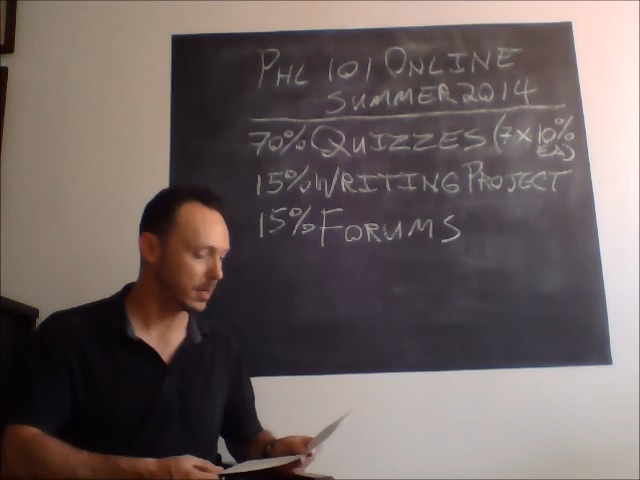 PHL 101 ONLINE
SUMMER 2014
70% QUIZZES (7 x 10% EA)
15% WRITING PROJECT
15% FORUMS